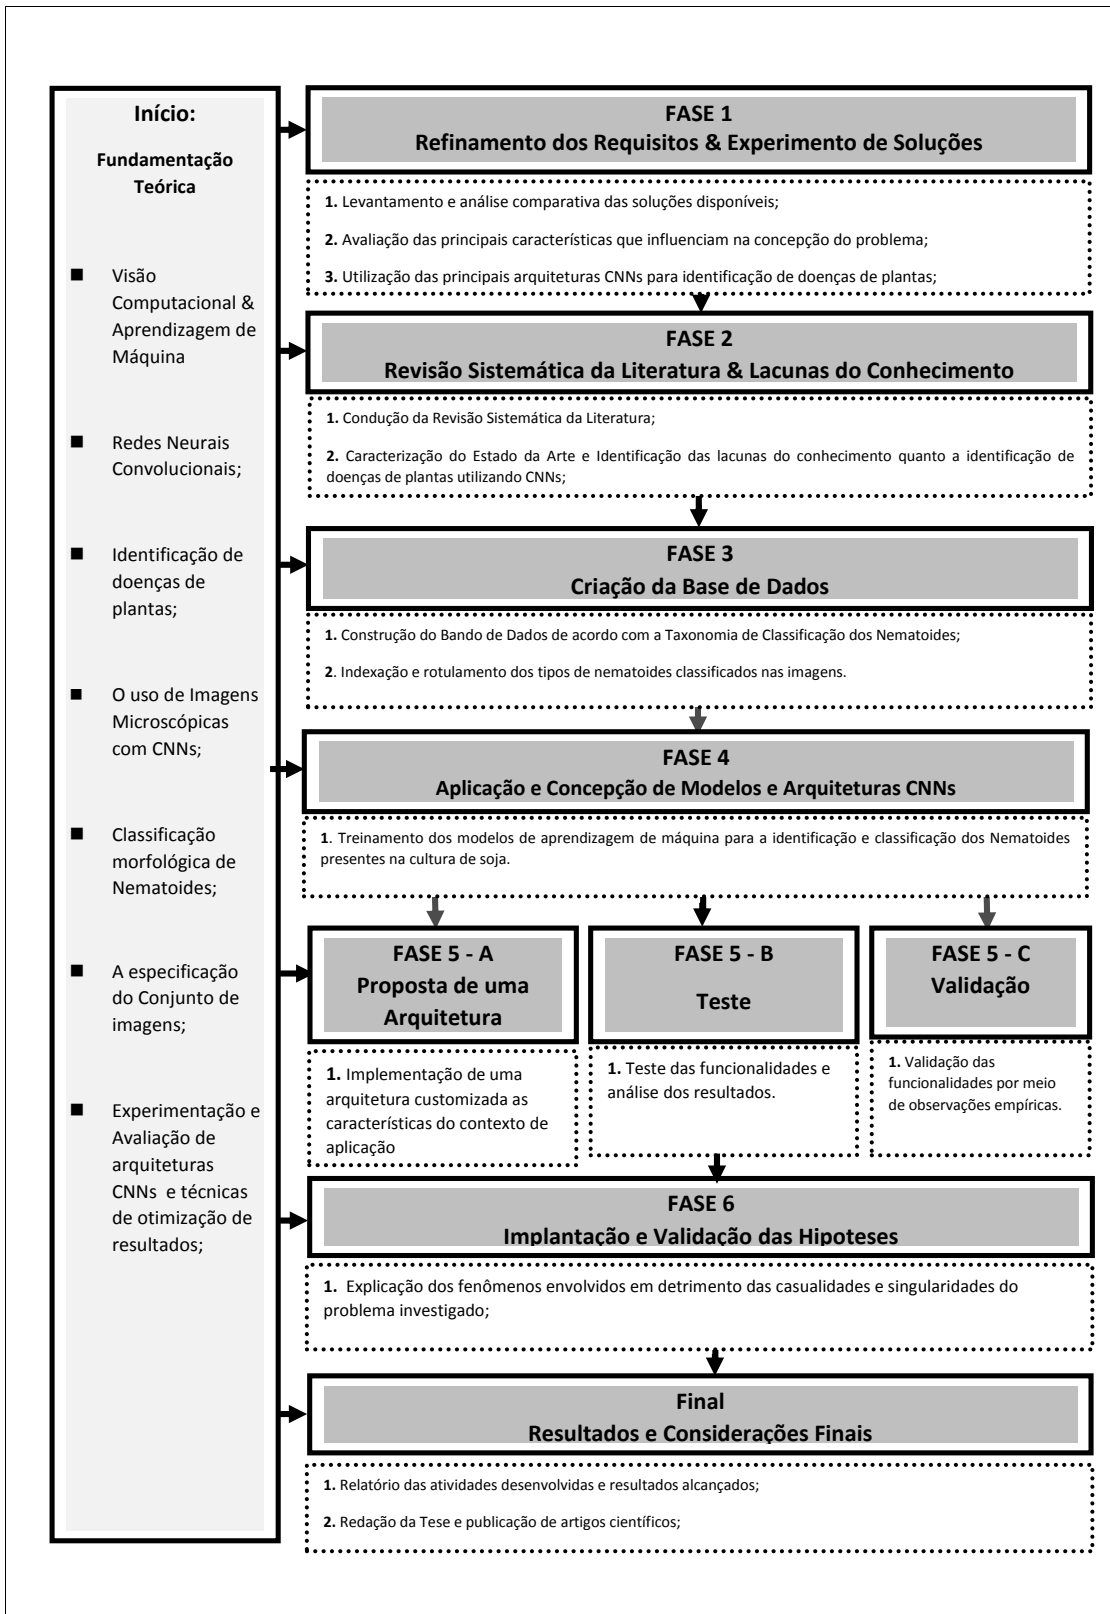 Início:
Fundamentação
Teórica
■ Visão
Computacional &
Aprendizagem de
Máquina
■ Redes Neurais
Convolucionais;
■ Identificação de
doenças de
plantas;
■ O uso de Imagens
Microscópicas
com CNNs;
■ Classificação
morfológica de
Nematoides;
■ A especificação
do Conjunto de
imagens;
■ Experimentação e
Avaliação de
arquiteturas
CNNs e técnicas
de otimização de
resultados;
FASE 1
Refinamento dos Requisitos & Experimento de Soluções
1. Levantamento e análise comparativa das soluções disponíveis;
2. Avaliação das principais características que influenciam na concepção do problema;
3. Utilização das principais arquiteturas CNNs para identificação de doenças de plantas;
FASE 2
Revisão Sistemática da Literatura & Lacunas do Conhecimento
1. Condução da Revisão Sistemática da Literatura;
2. Caracterização do Estado da Arte e Identificação das lacunas do conhecimento quanto a identificação de
doenças de plantas utilizando CNNs;
FASE 3
Criação da Base de Dados
1. Construção do Bando de Dados de acordo com a Taxonomia de Classificação dos Nematoides;
2. Indexação e rotulamento dos tipos de nematoides classificados nas imagens.
FASE 4
Aplicação e Concepção de Modelos e Arquiteturas CNNs
1. Treinamento dos modelos de aprendizagem de máquina para a identificação e classificação dos Nematoides
presentes na cultura de soja.
FASE 5 - A
Proposta de uma
Arquitetura
1. Implementação de uma
arquitetura customizada as
características do contexto de
aplicação
FASE 5 - B
Teste
1. Teste das funcionalidades e
análise dos resultados.
FASE 5 - C
Validação
1. Validação das
funcionalidades por meio
de observações empíricas.
FASE 6
Implantação e Validação das Hipoteses
1. Explicação dos fenômenos envolvidos em detrimento das casualidades e singularidades do
problema investigado;
Final
Resultados e Considerações Finais
1. Relatório das atividades desenvolvidas e resultados alcançados;
2. Redação da Tese e publicação de artigos científicos;